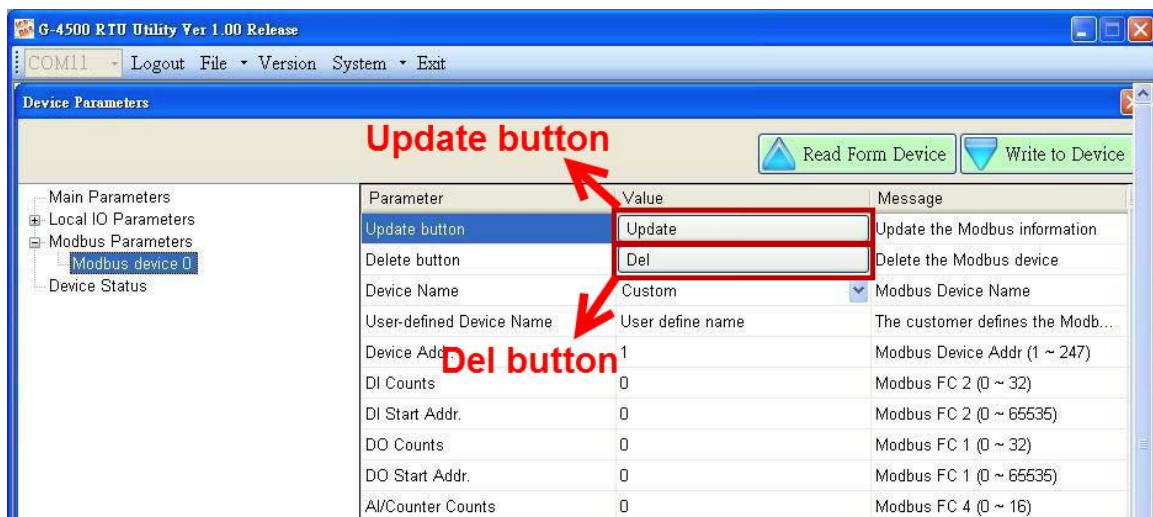 G-4500 RTU Utility Ver 1.00 Release
COM11 Logout File Version System Exit
Device Parameters
Update button
Read Form Device Write to Device
Main Parameters
Local IO Parameters
Modbus Parameters
Modbus device 0
Device Status
Parameter Value Message
Update button Update Update the Modbus information
Delete button Del Delete the Modbus device
Device Name Custom Modbus Device Name
User-defined Device Name User define name The customer defines the Modb...
Device Addr. 1 Modbus Device Addr (1 ~ 247)
Del button
DI Counts 0 Modbus FC 2 (0 ~ 32)
DI Start Addr. 0 Modbus FC 2 (0 ~ 65535)
DO Counts 0 Modbus FC 1 (0 ~ 32)
DO Start Addr. 0 Modbus FC 1 (0 ~ 65535)
AI/Counter Counts 0 Modbus FC 4 (0 ~ 16)